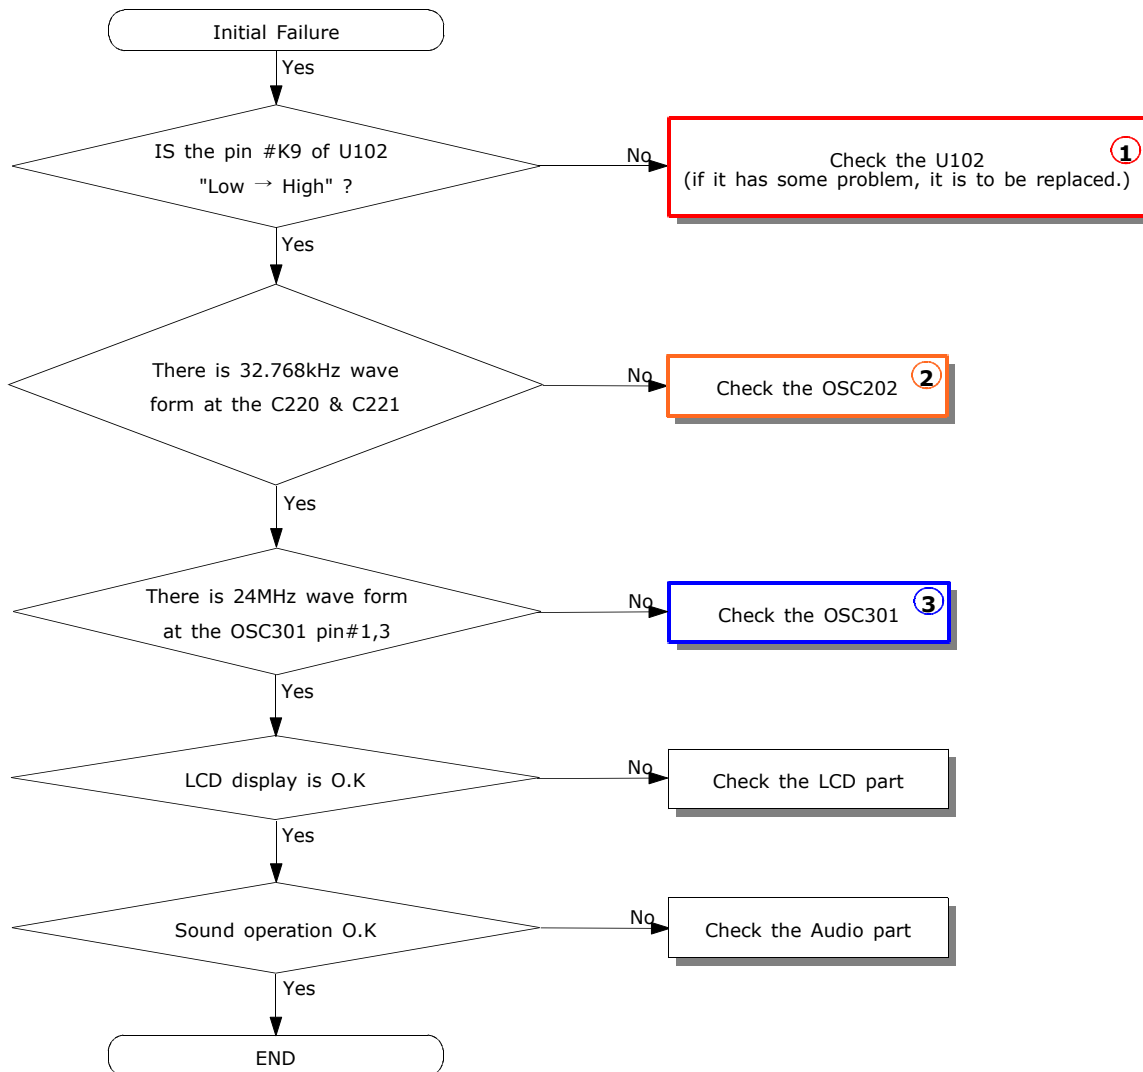 Initial Failure
Yes
IS the pin #K9 of U102
"Low → High" ?
No
Check the U102
(if it has some problem, it is to be replaced.)
1
Yes
There is 32.768kHz wave
form at the C220 & C221
No
Check the OSC202
2
Yes
There is 24MHz wave form
at the OSC301 pin#1,3
No
Check the OSC301
3
Yes
LCD display is O.K
No
Check the LCD part
Yes
Sound operation O.K
No
Check the Audio part
Yes
END